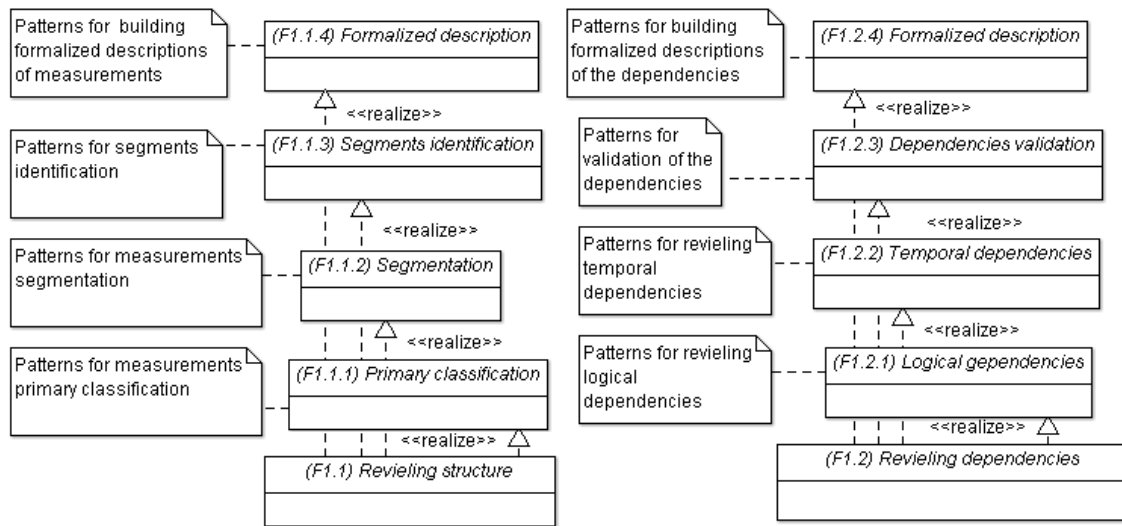 Patterns for building
formalized descriptions
of measurements
(F1.1.4) Formalized description
<<realize>>
Patterns for segments
identification
(F1.1.3) Segments identification
<<realize>>
Patterns for measurements
segmentation
(F1.1.2) Segmentation
<<realize>>
Patterns for measurements
primary classification
(F1.1.1) Primary classification
<<realize>>
(F1.1) Revieling structure
Patterns for building
formalized descriptions
of the dependencies
(F1.2.4) Formalized description
<<realize>>
Patterns for
validation of the
dependencies
(F1.2.3) Dependencies validation
<<realize>>
Patterns for revieling
temporal
dependencies
(F1.2.2) Temporal dependencies
<<realize>>
Patterns for revieling
logical
dependencies
(F1.2.1) Logical gependencies
<<realize>>
(F1.2) Revieling dependencies